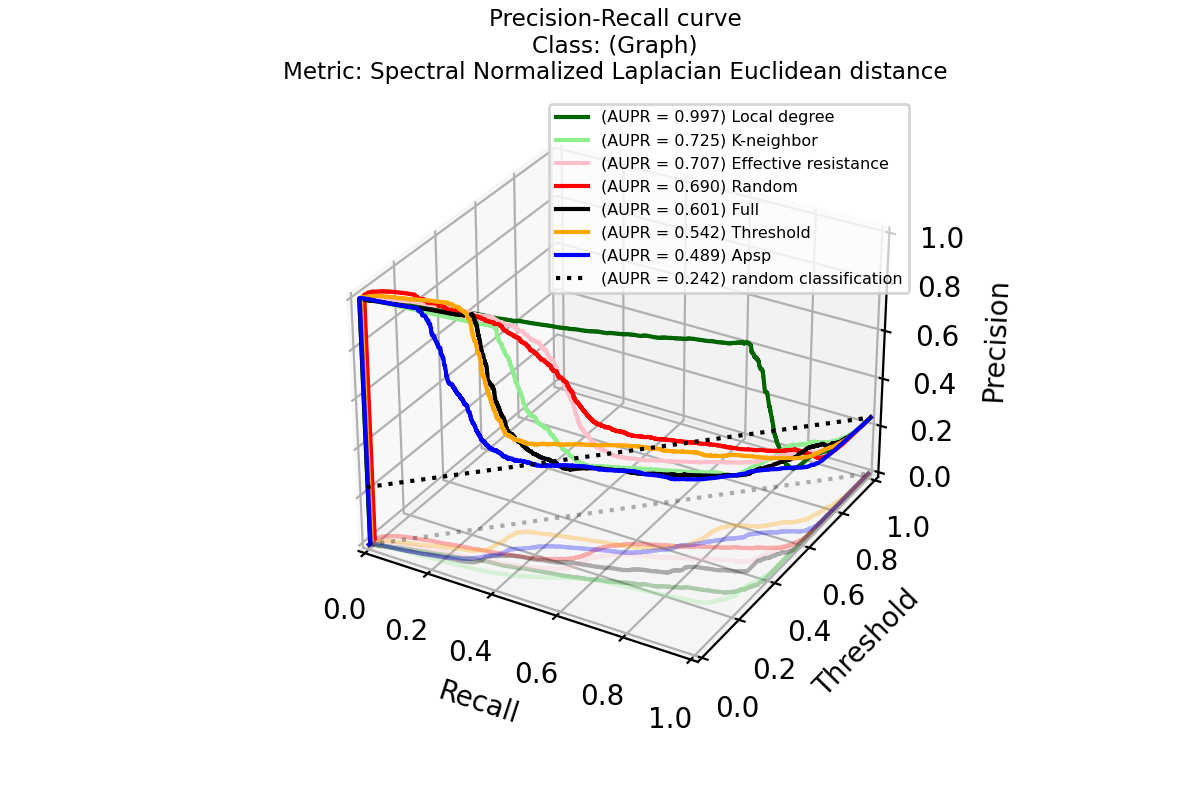 Precision-Recall curve
Class: (Graph)
Metric: Spectral Normalized Laplacian Euclidean distance
(AUPR = 0.997) Local degree
(AUPR = 0.725) K-neighbor
(AUPR = 0.707) Effective resistance
(AUPR = 0.690) Random
(AUPR = 0.601) Full
(AUPR = 0.542) Threshold
(AUPR = 0.489) Apsp
(AUPR = 0.242) random classification
1.0
0.8
0.6
0.4
0.2
0.0
Precision
1.0
0.8
0.6
0.4
0.2
0.0
Threshold
0.0
0.2
0.4
0.6
0.8
1.0
Recall